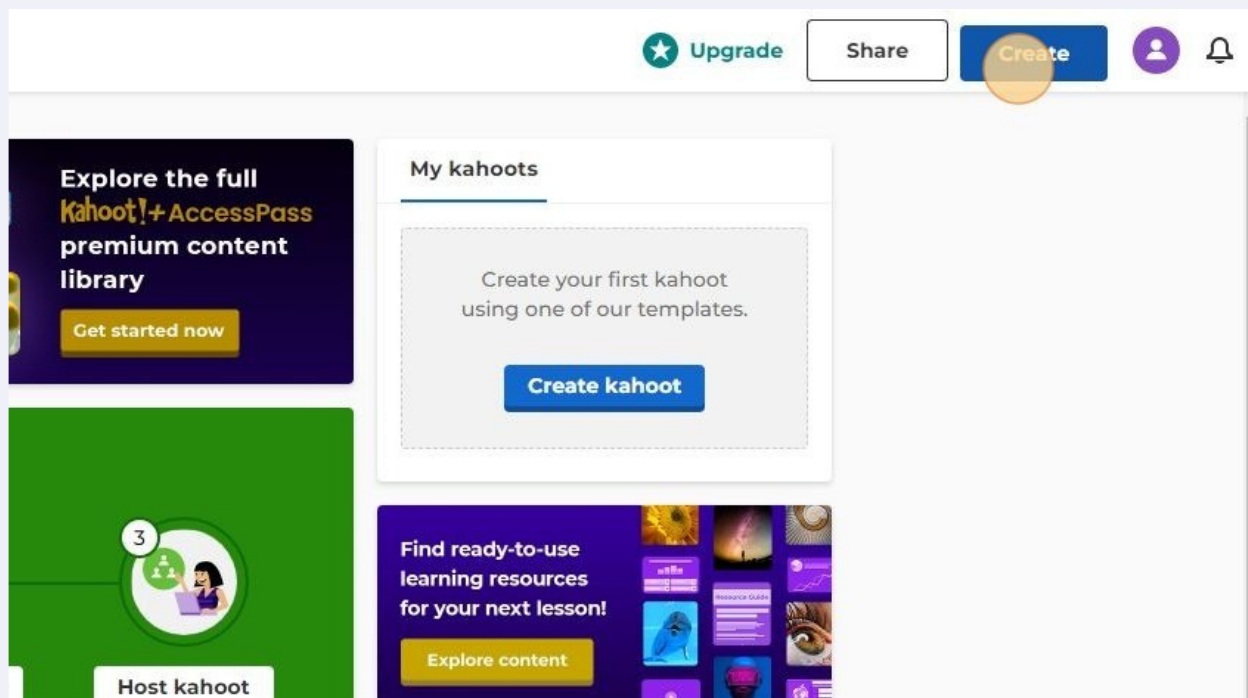 Upgrade
Share
Create
Explore the full
Kahoot!+AccessPass
premium content
library
Get started now
My kahoots
Create your first kahoot
using one of our templates.
Create kahoot
3
Host kahoot
Find ready-to-use
learning resources
for your next lesson!
Explore content
Resource Guide